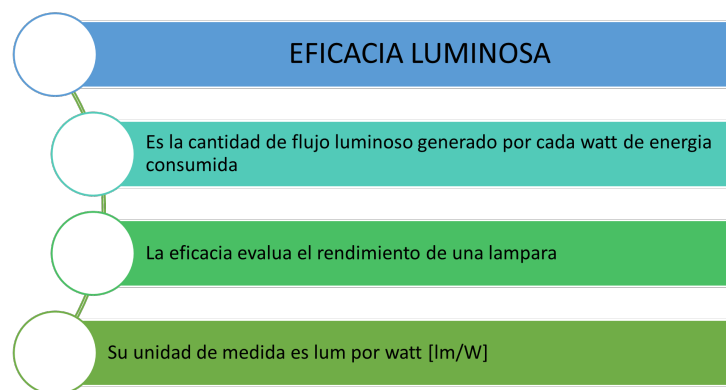 EFICACIA LUMINOSA
Es la cantidad de flujo luminoso generado por cada watt de energia
consumida
La eficacia evalua el rendimiento de una lampara
Su unidad de medida es lum por watt [lm/W]